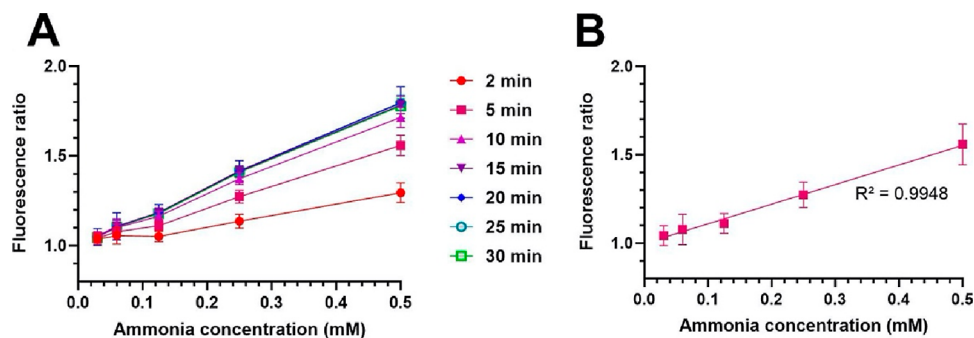 A
Fluorescence ratio
2.0
1.5
1.0
0.0
0.1
0.2
0.3
0.4
0.5
Ammonia concentration (mM)
2 min
5 min
10 min
15 min
20 min
25 min
30 min
B
Fluorescence ratio
2.0
1.5
1.0
R² = 0.9948
0.0
0.1
0.2
0.3
0.4
0.5
Ammonia concentration (mM)